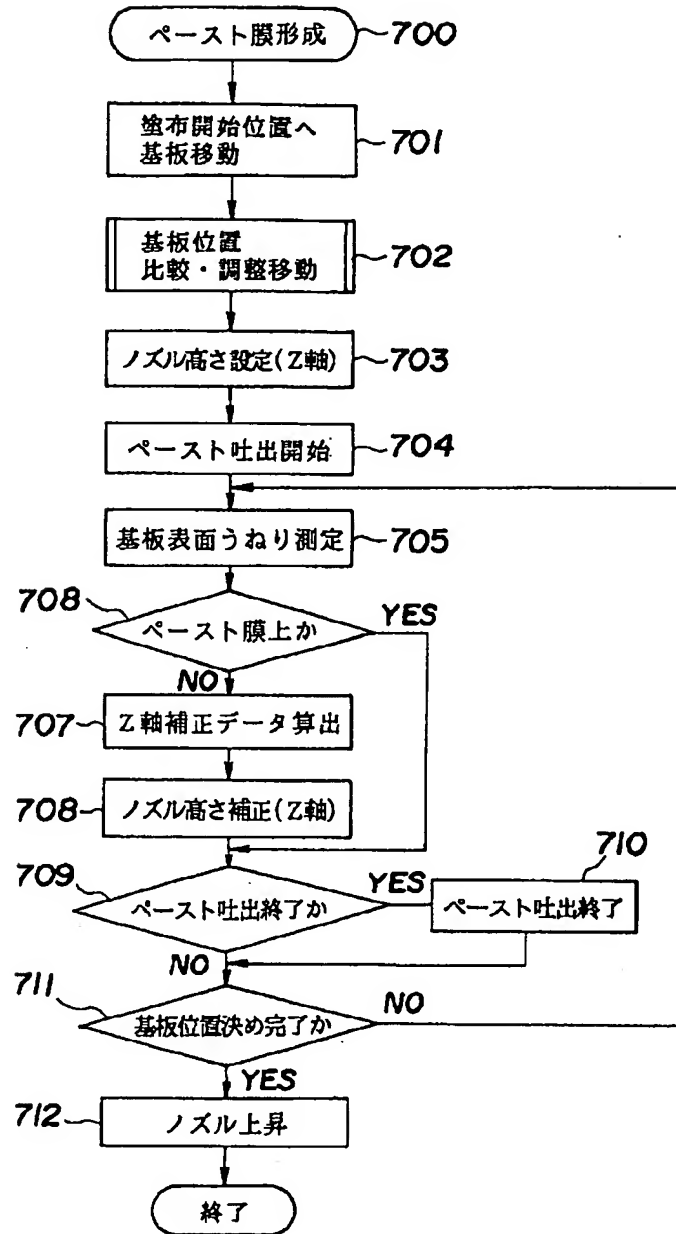 ペースト膜形成
700
塗布開始位置へ
基板移動
701
基板位置
比較・調整移動
702
ノズル高さ設定(Z軸)
703
ペースト吐出開始
704
基板表面うねり測定
705
708
ペースト膜上か
YES
NO
707
Z軸補正データ算出
708
ノズル高さ補正(Z軸)
709
ペースト吐出終了か
YES
710
ペースト吐出終了
NO
711
基板位置決め完了か
NO
YES
712
ノズル上昇
終了